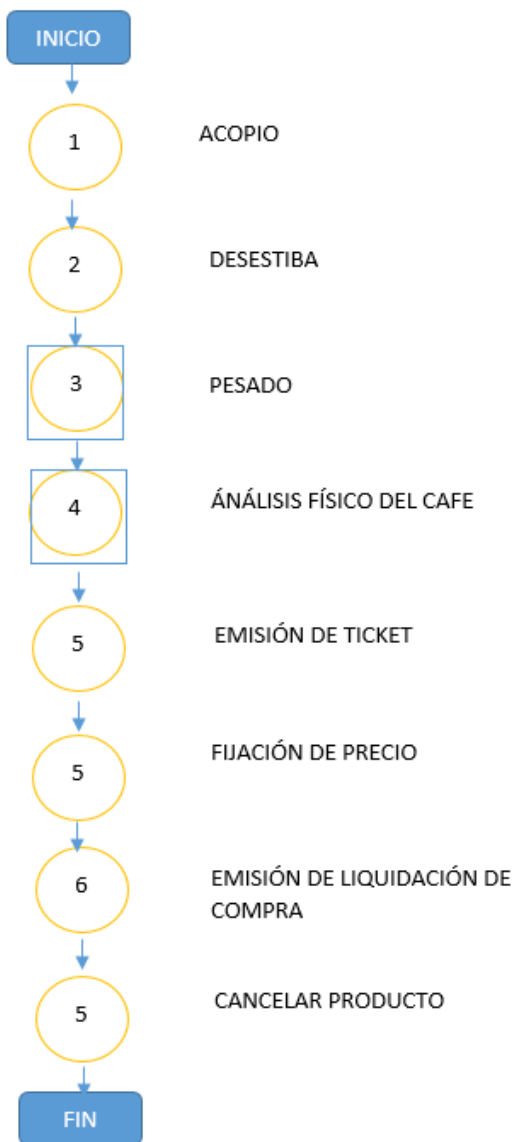 INICIO
1 ACOPIO
2 DESESTIBA
3 PESADO
4 ÁNÁLISIS FÍSICO DEL CAFE
5 EMISIÓN DE TICKET
5 FIJACIÓN DE PRECIO
6 EMISIÓN DE LIQUIDACIÓN DE
COMPRA
5 CANCELAR PRODUCTO
FIN